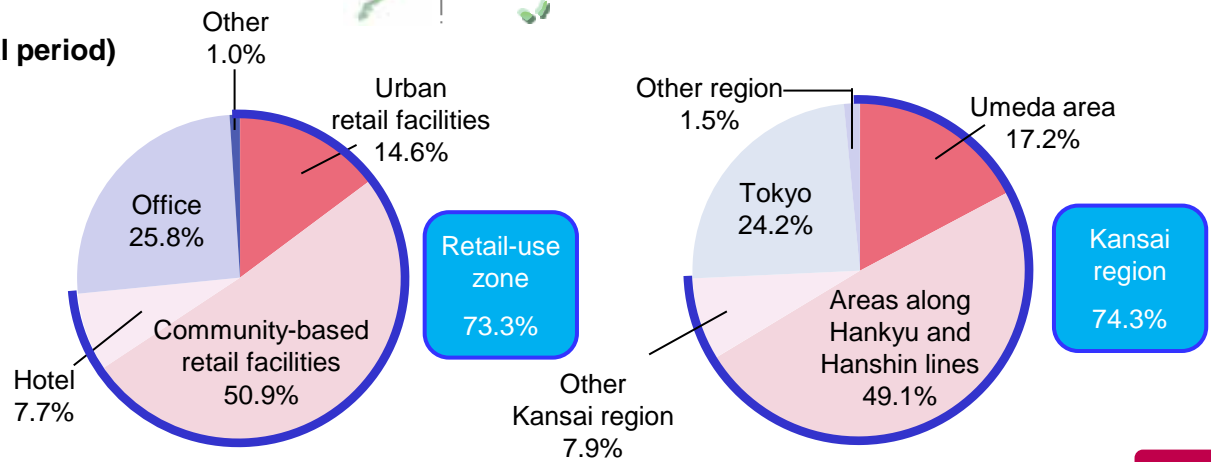 l period)
Other
1.0%
Urban
retail facilities
14.6%
Office
25.8%
Community-based
retail facilities
50.9%
Hotel
7.7%
Retail-use
zone
73.3%
Other region
1.5%
Umeda area
17.2%
Tokyo
24.2%
Areas along
Hankyu and
Hanshin lines
49.1%
Other
Kansai region
7.9%
Kansai
region
74.3%